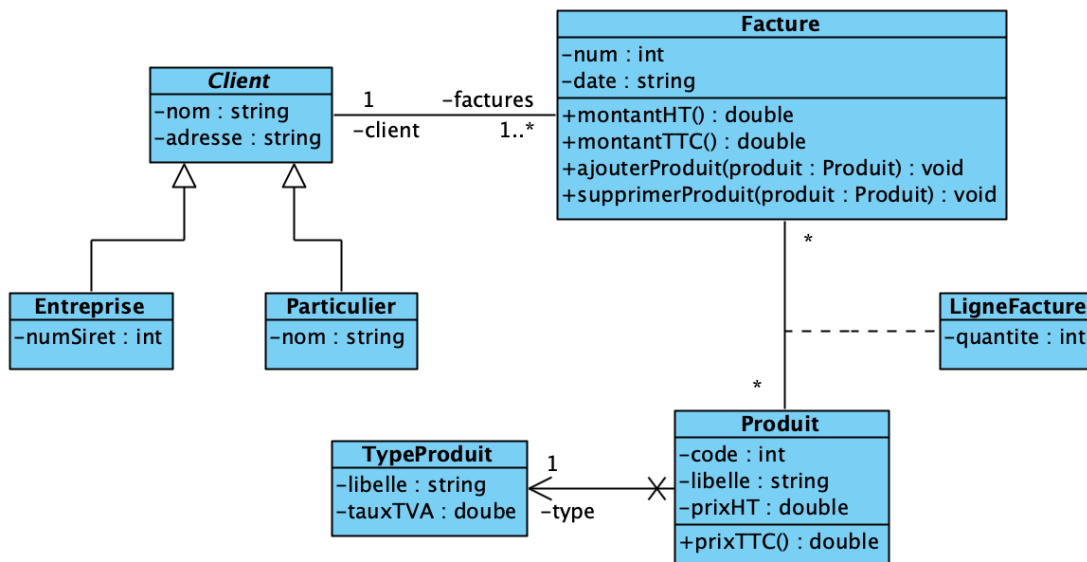 Facture
-num : int
-date : string
+montantHT() : double
+montantTTC() : double
+ajouterProduit(produit : Produit) : void
+supprimerProduit(produit : Produit) : void
Client
-nom : string
-adresse : string
1
-factures
-client
1..*
*
Entreprise
-numSiret : int
Particulier
-nom : string
LigneFacture
-quantite : int
*
Produit
-code : int
-libelle : string
-prixHT : double
+prixTTC() : double
TypeProduit
-libelle : string
-tauxTVA : doube
1
-type